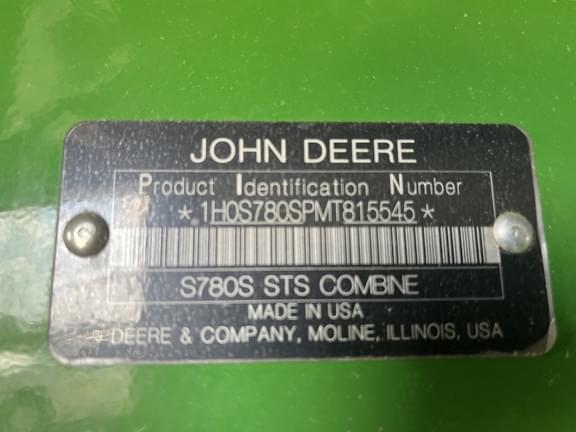 JOHN DEERE
Product Identification Number
*1H0S780SPMT815545*
S780S STS COMBINE
MADE IN USA
DEERE & COMPANY, MOLINE, ILLINOIS, USA